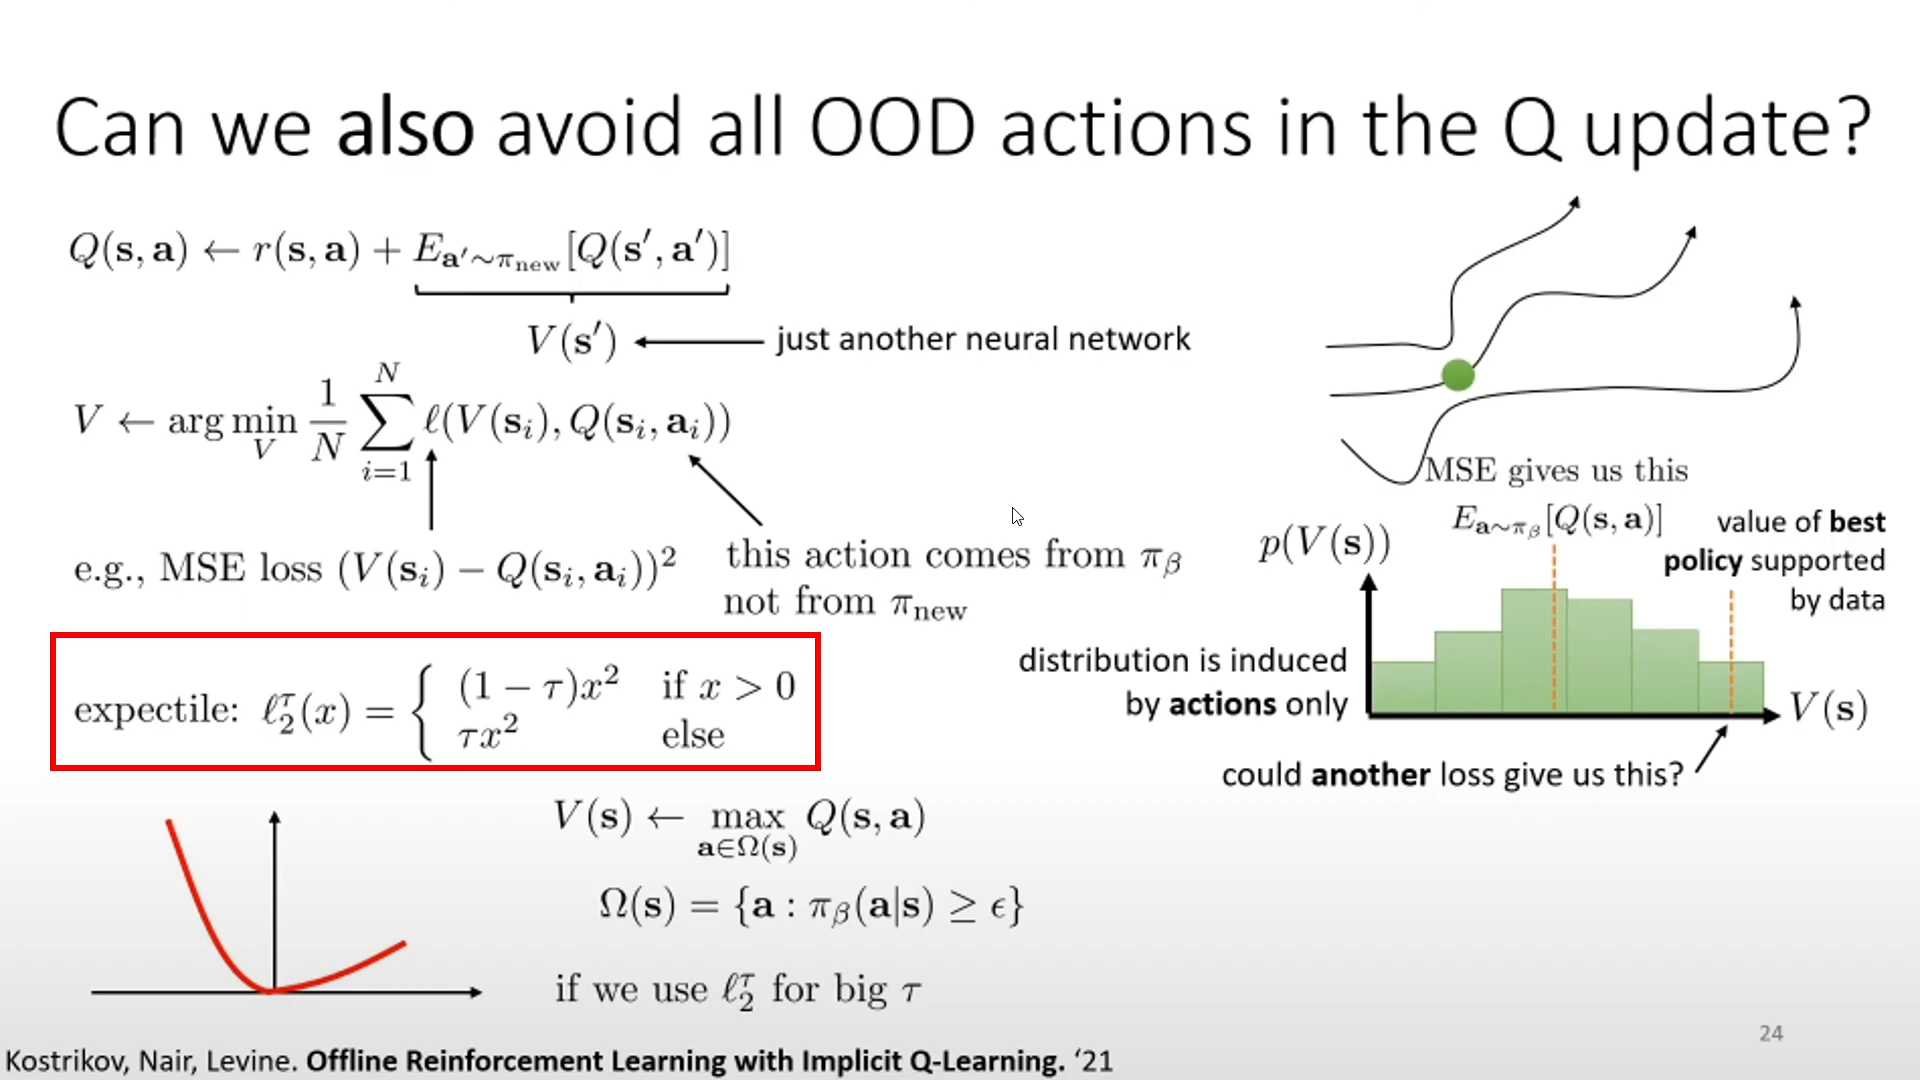 Can we also avoid all OOD actions in the Q update?
Q(s, a) ← r(s, a) + E_{a′∼π_new}[Q(s′, a′)]
V(s′) ← just another neural network
V ← arg min_V 1/N ∑_{i=1}^{N} ℓ(V(s_i), Q(s_i, a_i))
e.g., MSE loss (V(s_i) − Q(s_i, a_i))²
this action comes from π_β
not from π_new
expectile: ℓ₂^τ(x) = { (1 − τ)x² if x > 0
τx² else
V(s) ← max_{a∈Ω(s)} Q(s, a)
Ω(s) = {a : π_β(a|s) ≥ ϵ}
if we use ℓ₂^τ for big τ
MSE gives us this
E_{a∼π_β}[Q(s, a)]
value of best
policy supported
by data
p(V(s))
distribution is induced
by actions only
V(s)
could another loss give us this?
24
Kostrikov, Nair, Levine. Offline Reinforcement Learning with Implicit Q-Learning. ‘21